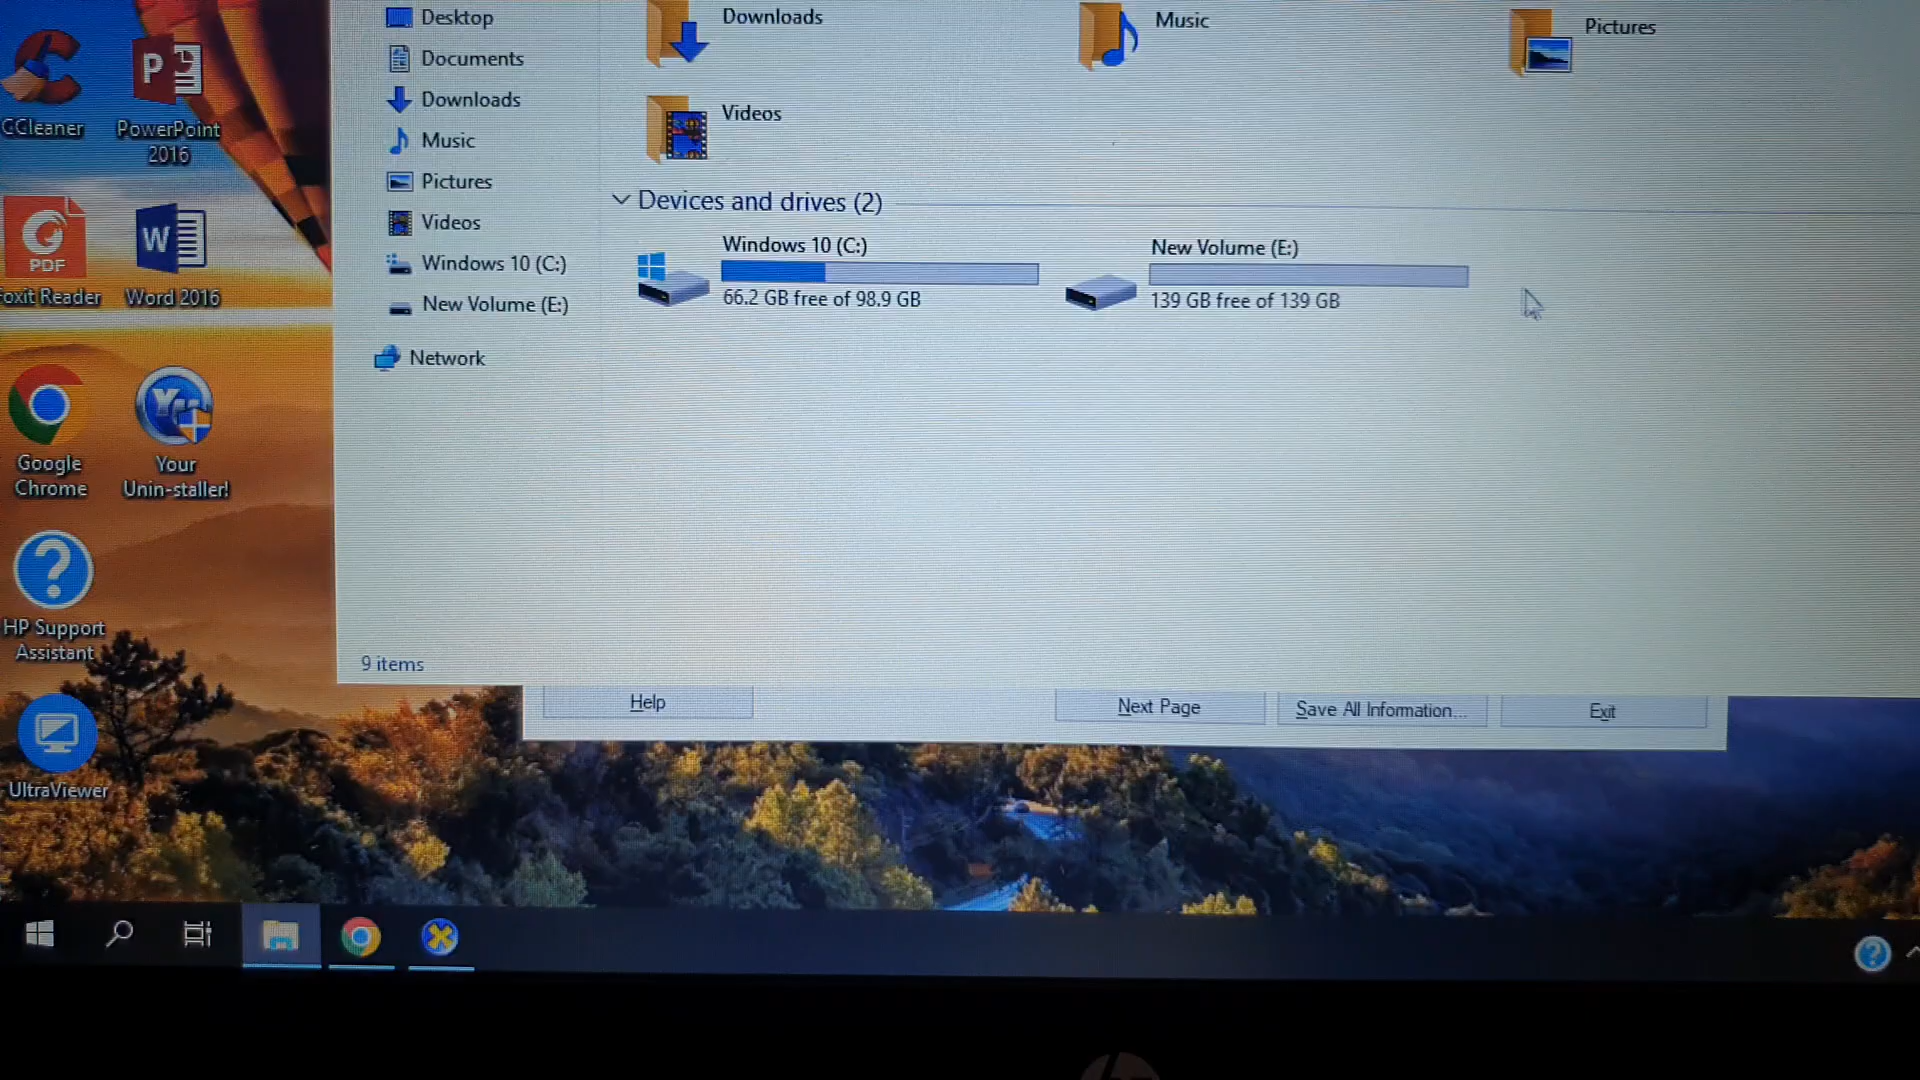 Desktop
Documents
Downloads
Music
Pictures
Videos
Windows 10 (C:)
New Volume (E:)
Network
Downloads
Music
Pictures
Videos
Devices and drives (2)
Windows 10 (C:)
66.2 GB free of 98.9 GB
New Volume (E:)
139 GB free of 139 GB
9 items
Help
Next Page
Save All Information...
Exit
CCleaner
P
PowerPoint
2016
PDF
oxit Reader
W
Word 2016
Google
Chrome
Yu
Your
Unin-staller!
?
HP Support
Assistant
UltraViewer
?